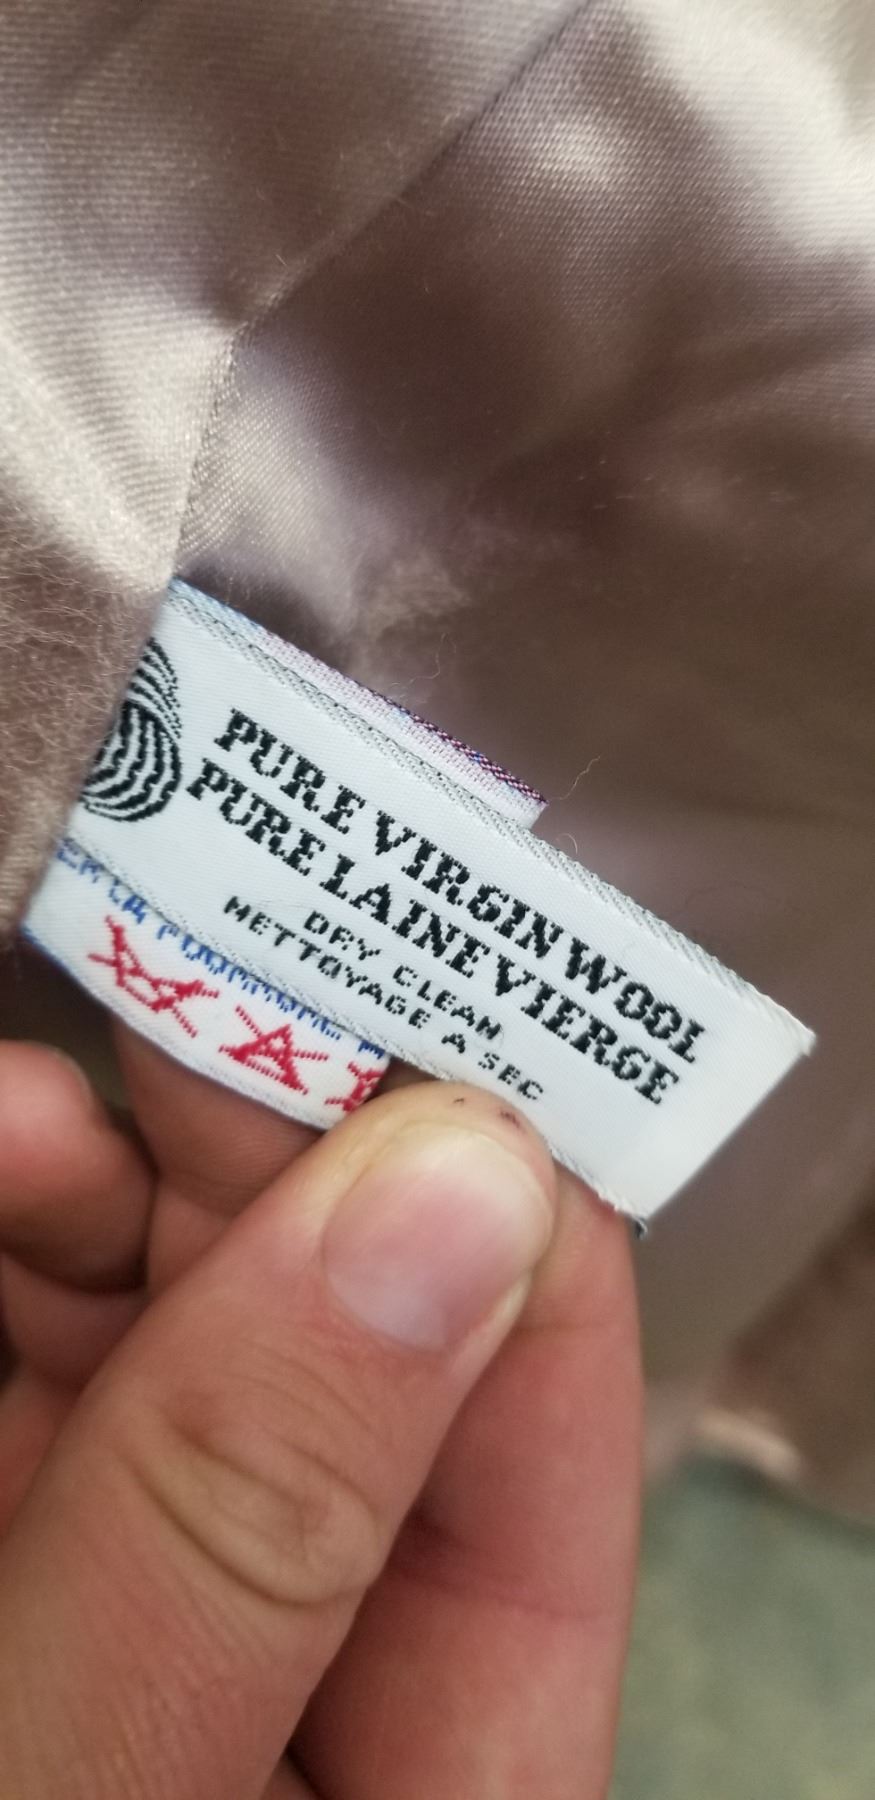 PURE VIRGIN WOOL
PURE LAINE VIERGE
DRY CLEAN
NETTOYAGE A SEC